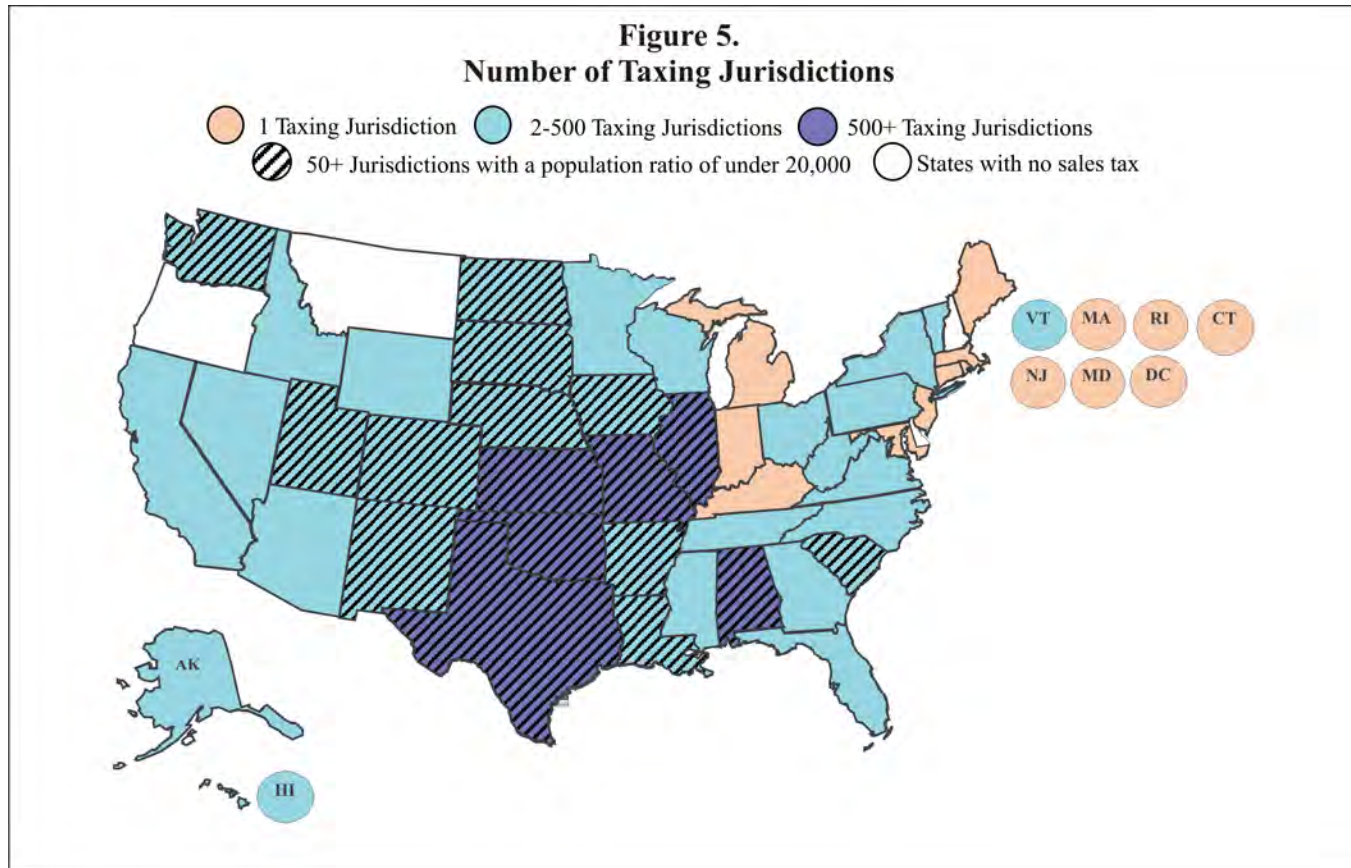 Figure 5.
Number of Taxing Jurisdictions
1 Taxing Jurisdiction 2-500 Taxing Jurisdictions 500+ Taxing Jurisdictions
50+ Jurisdictions with a population ratio of under 20,000 States with no sales tax
VT MA RI CT
NJ MD DC
AK
HI